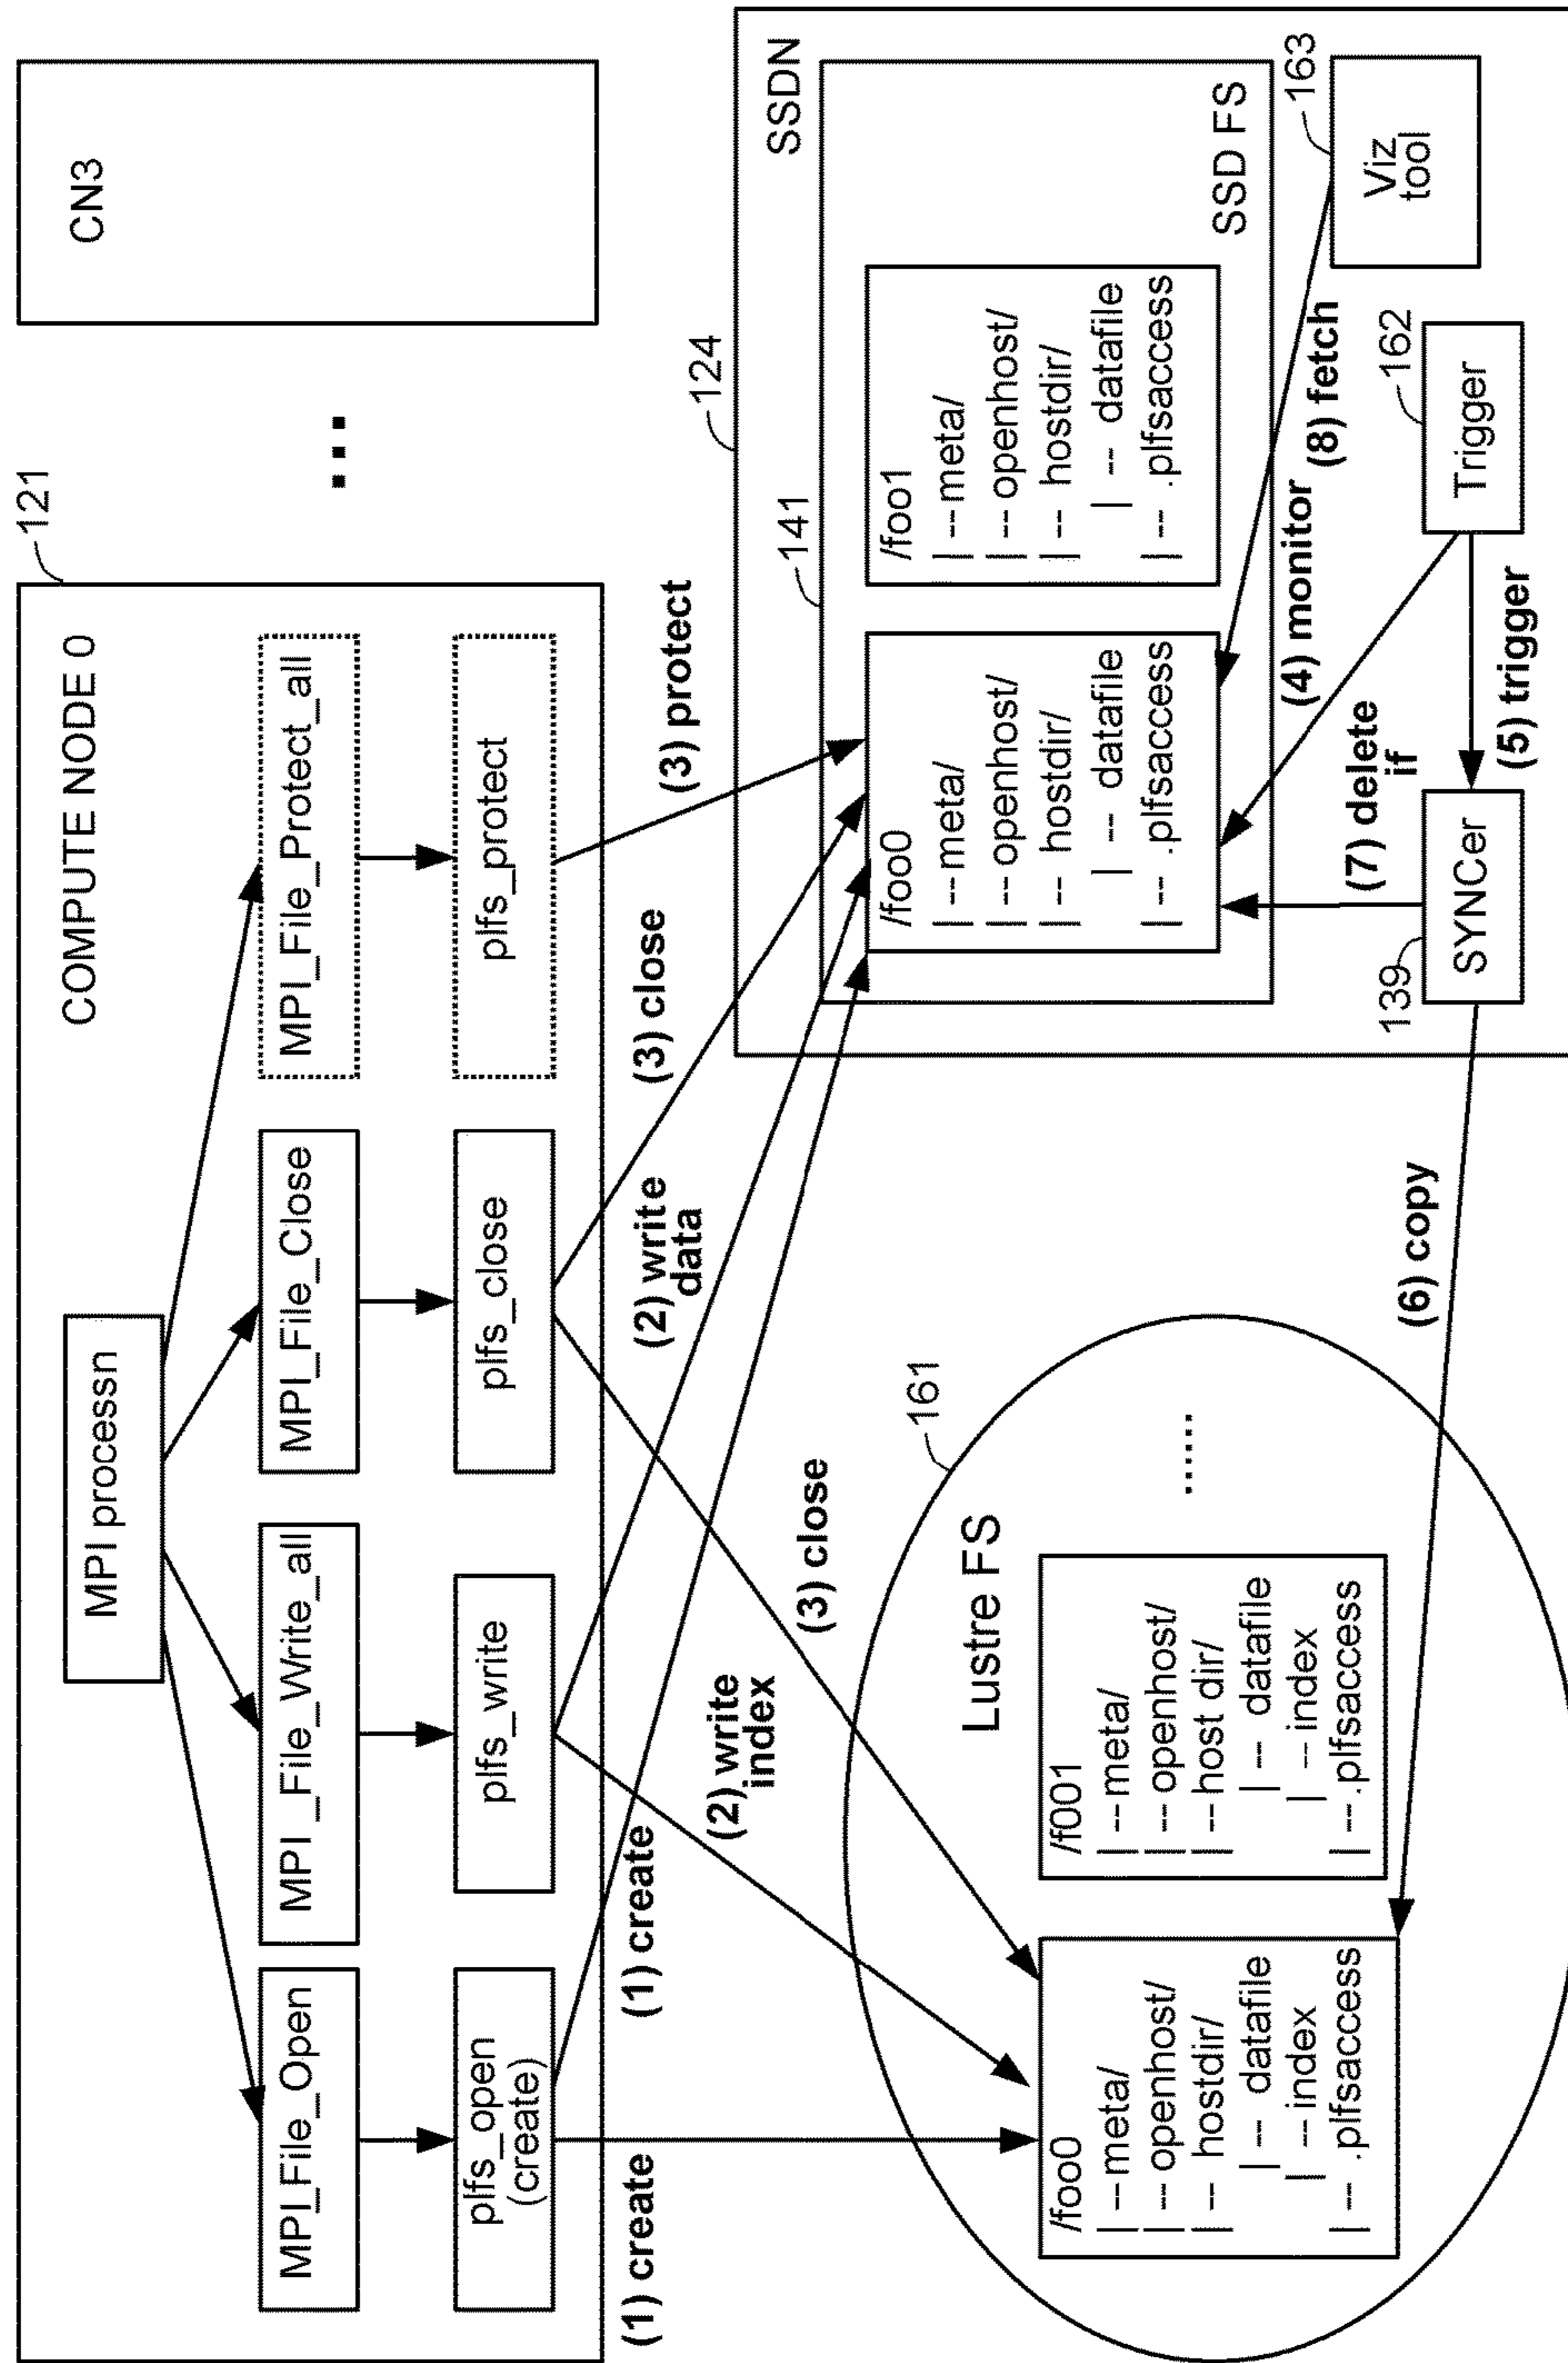 COMPUTE NODE 0
121
MPI processn
MPI_File_Open
MPI_File_Write_all
MPI_File_Close
MPI_File_Protect_all
plfs_open
(create)
plfs_write
plfs_close
plfs_protect
...
CN3
(1) create
(1) create
(2) write
index
(2) write
data
(3) close
(3) close
(3) protect
Lustre FS
161
/foo0
|--meta/
|-- openhost/
|-- hostdir/
|-- datafile
|-- index
|-- .plfsaccess
/f001
|--meta/
|-- openhost/
|--host dir/
|-- datafile
|-- index
|--.plfsaccess
......
124
SSDN
141
SSD FS
/foo0
|--meta/
|-- openhost/
|-- hostdir/
|-- datafile
|-- .plfsaccess
/foo1
|--meta/
|-- openhost/
|-- hostdir/
|-- datafile
|-- .plfsaccess
(6) copy
(7) delete
if
(4) monitor
(8) fetch
139
SYNCer
(5) trigger
162
Trigger
163
Viz
tool